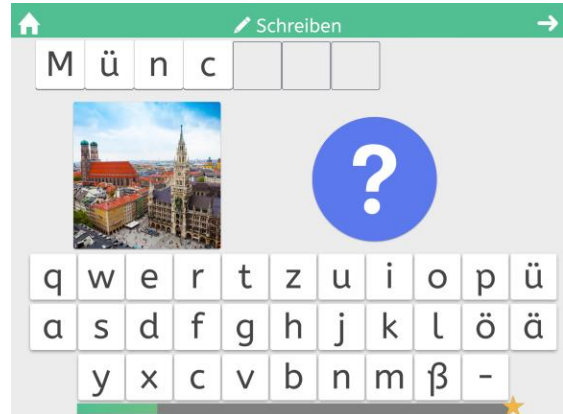 Schreiben
M ü n c
?
q w e r t z u i o p ü
a s d f g h j k l ö ä
y x c v b n m ß -